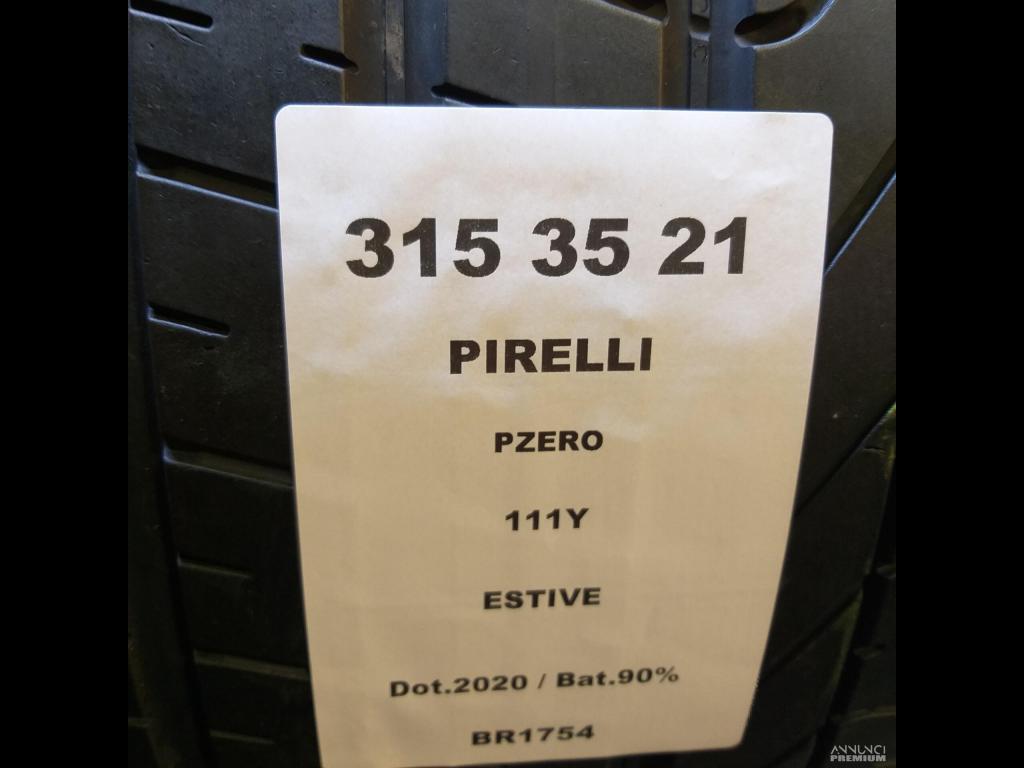 315 35 21
PIRELLI
PZERO
111Y
ESTIVE
Dot.2020 / Bat.90%
BR1754
ANNUNCI
PREMIUM